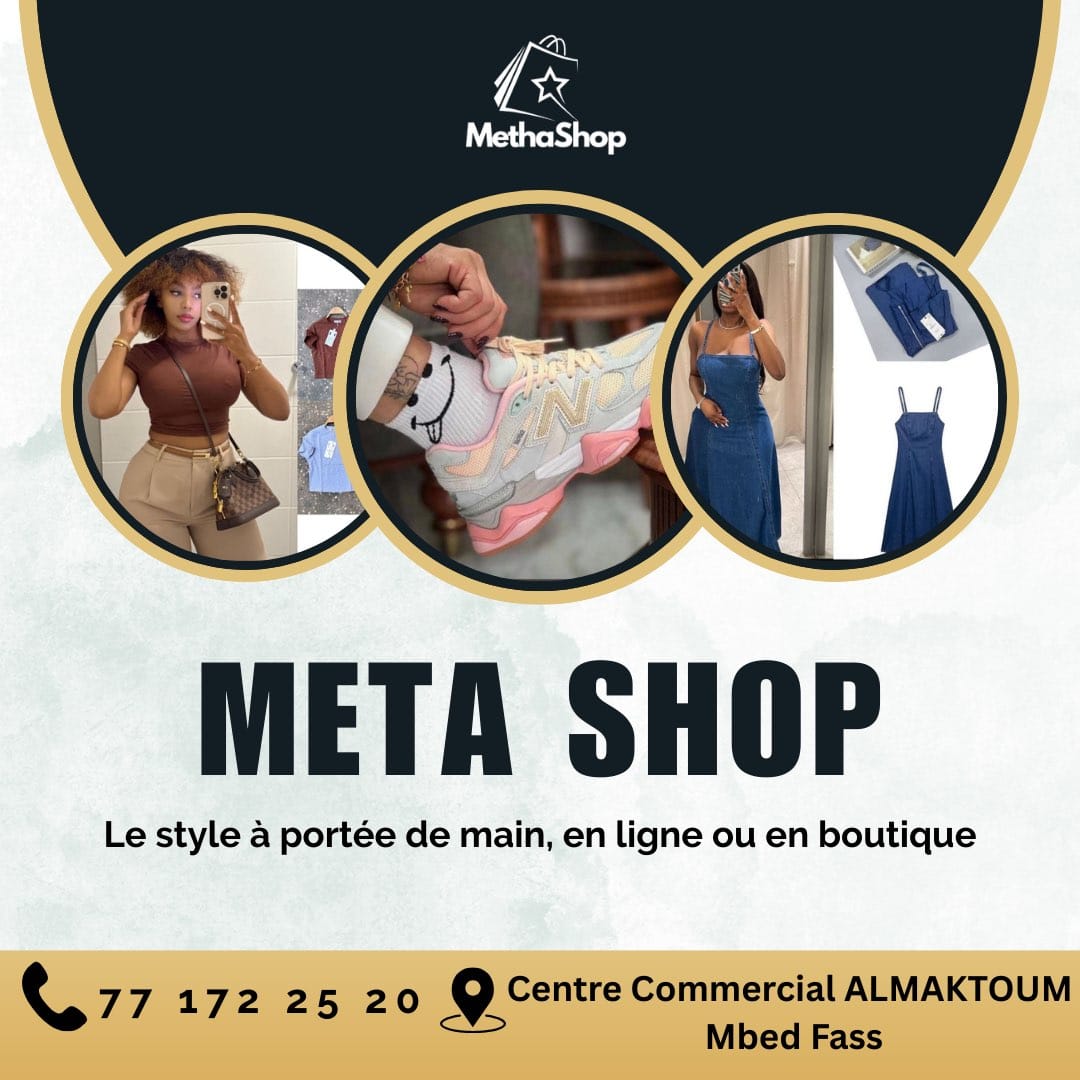 MethaShop
N
META SHOP
Le style à portée de main, en ligne ou en boutique
77 172 25 20
Centre Commercial ALMAKTOUM
Mbed Fass